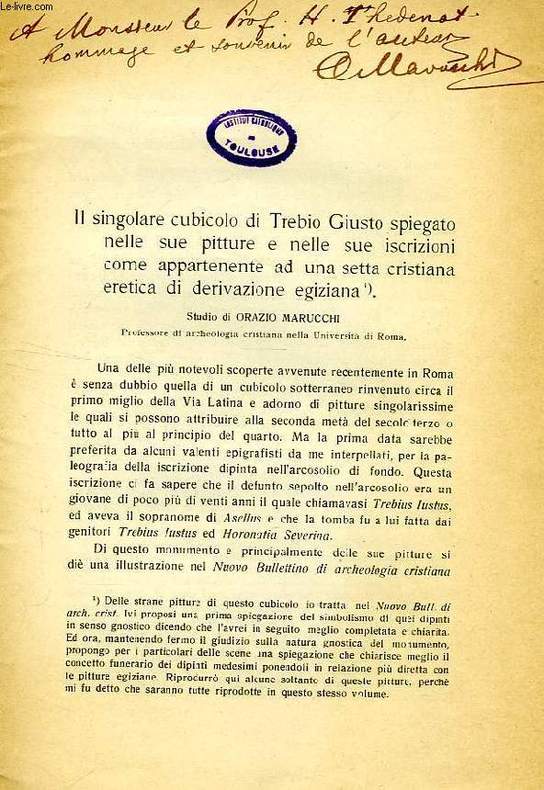 Le-livre.com
A Monsieur le Prof. H. Thedenat
hommage et souvenir de l'auteur
O. Marucchi
INSTITUT CATHOLIQUE
DE
TOULOUSE
Il singolare cubicolo di Trebio Giusto spiegato
nelle sue pitture e nelle sue iscrizioni
come appartenente ad una setta cristiana
eretica di derivazione egiziana ¹).
Studio di ORAZIO MARUCCHI
Professore di archeologia cristiana nella Università di Roma.
Una delle più notevoli scoperte avvenute recentemente in Roma
è senza dubbio quella di un cubicolo sotterraneo rinvenuto circa il
primo miglio della Via Latina e adorno di pitture singolarissime
le quali si possono attribuire alla seconda metà del secolo terzo o
tutto al più al principio del quarto. Ma la prima data sarebbe
preferita da alcuni valenti epigrafisti da me interpellati, per la pa-
leografia della iscrizione dipinta nell'arcosolio di fondo. Questa
iscrizione ci fa sapere che il defunto sepolto nell'arcosolio era un
giovane di poco più di venti anni il quale chiamavasi Trebius Iustus,
ed aveva il sopranome di Asellus e che la tomba fu a lui fatta dai
genitori Trebius Iustus ed Horonatia Severina.
Di questo monumento e principalmente delle sue pitture si
diè una illustrazione nel Nuovo Bullettino di archeologia cristiana
¹) Delle strane pitture di questo cubicolo io trattai nel Nuovo Bull. di
arch. crist. Ivi proposi una prima spiegazione del simbolismo di quei dipinti
in senso gnostico dicendo che l'avrei in seguito meglio completata e chiarita.
Ed ora, mantenendo fermo il giudizio sulla natura gnostica del monumento,
propongo per i particolari delle scene una spiegazione che chiarisce meglio il
concetto funerario dei dipinti medesimi ponendoli in relazione più diretta con
le pitture egiziane. Riprodurrò qui alcune soltanto di queste pitture, perchè
mi fu detto che saranno tutte riprodotte in questo stesso volume.